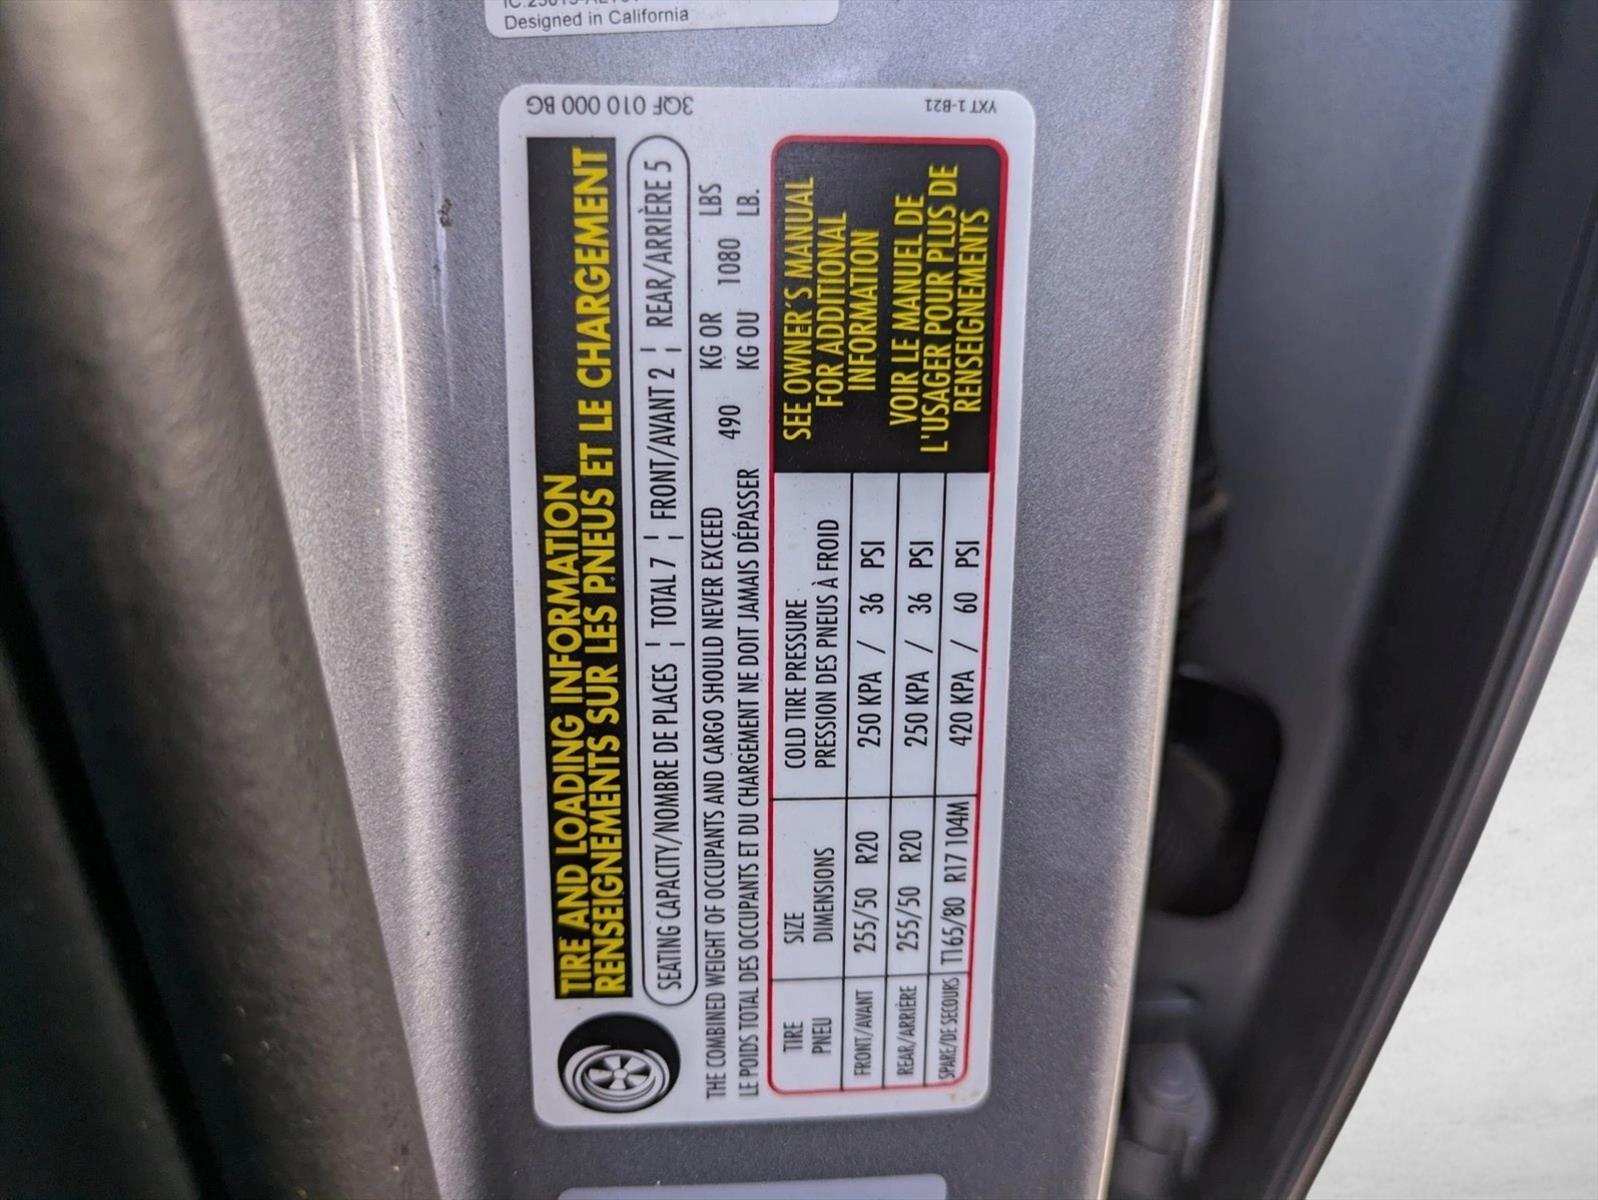 Designed in California
3QF 010 000 BG
YXT 1-B21
TIRE AND LOADING INFORMATION
RENSEIGNEMENTS SUR LES PNEUS ET LE CHARGEMENT
SEATING CAPACITY/NOMBRE DE PLACES ¦ TOTAL 7 ¦ FRONT/AVANT 2 ¦ REAR/ARRIÈRE 5
THE COMBINED WEIGHT OF OCCUPANTS AND CARGO SHOULD NEVER EXCEED 490 KG OR 1080 LBS
LE POIDS TOTAL DES OCCUPANTS ET DU CHARGEMENT NE DOIT JAMAIS DÉPASSER KG OU LB.
TIRE SIZE COLD TIRE PRESSURE
PNEU DIMENSIONS PRESSION DES PNEUS À FROID
FRONT/AVANT 255/50 R20 250 KPA / 36 PSI
REAR/ARRIÈRE 255/50 R20 250 KPA / 36 PSI
SPARE/DE SECOURS T165/80 R17 104M 420 KPA / 60 PSI
SEE OWNER'S MANUAL
FOR ADDITIONAL
INFORMATION
VOIR LE MANUEL DE
L'USAGER POUR PLUS DE
RENSEIGNEMENTS